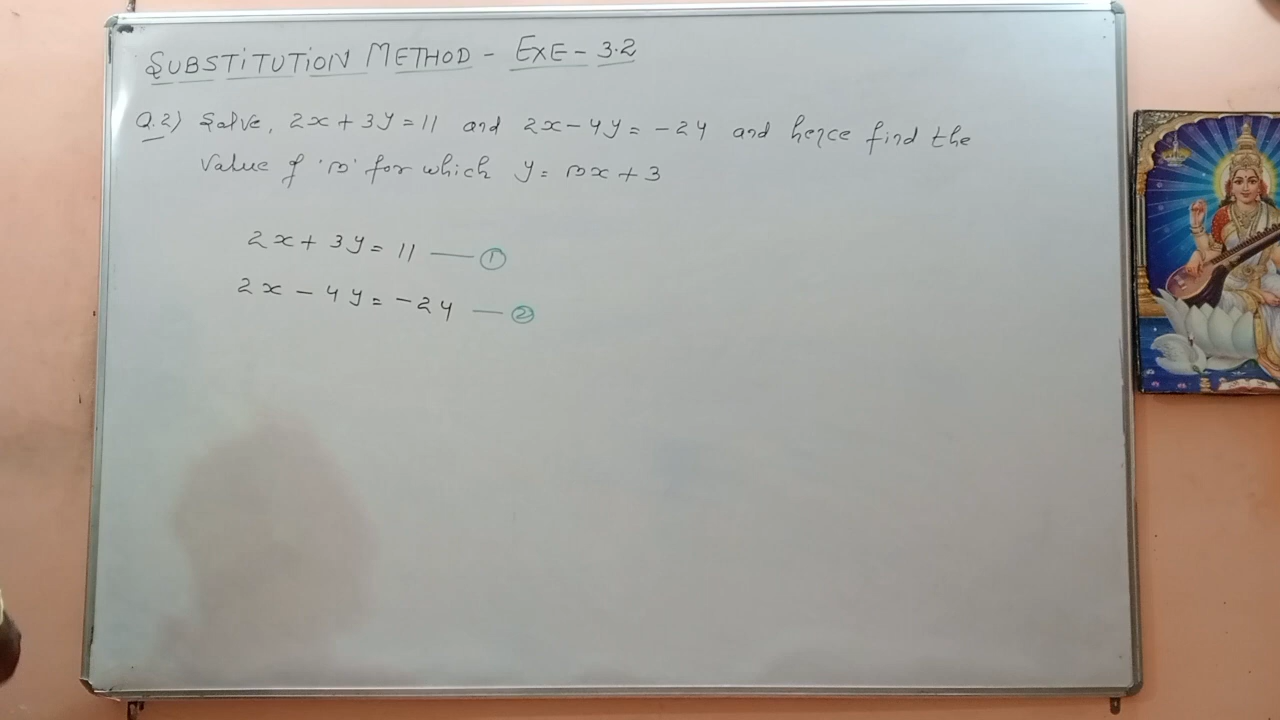 SUBSTITUTION METHOD - EXE - 3.2
Q.2) Solve, 2x + 3y = 11 and 2x - 4y = -24 and hence find the
value of 'm' for which y = mx + 3
2x + 3y = 11 — ①
2x - 4y = -24 — ②